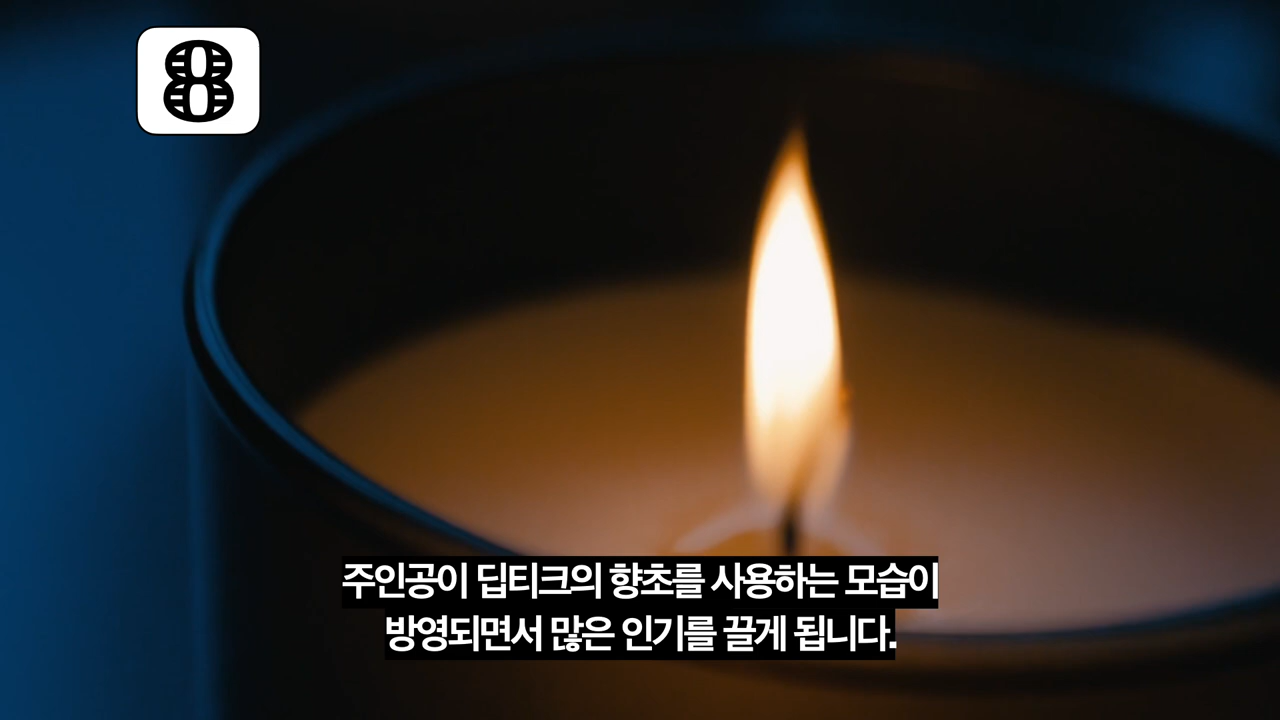 8
주인공이 딥티크의 향초를 사용하는 모습이
방영되면서 많은 인기를 끌게 됩니다.